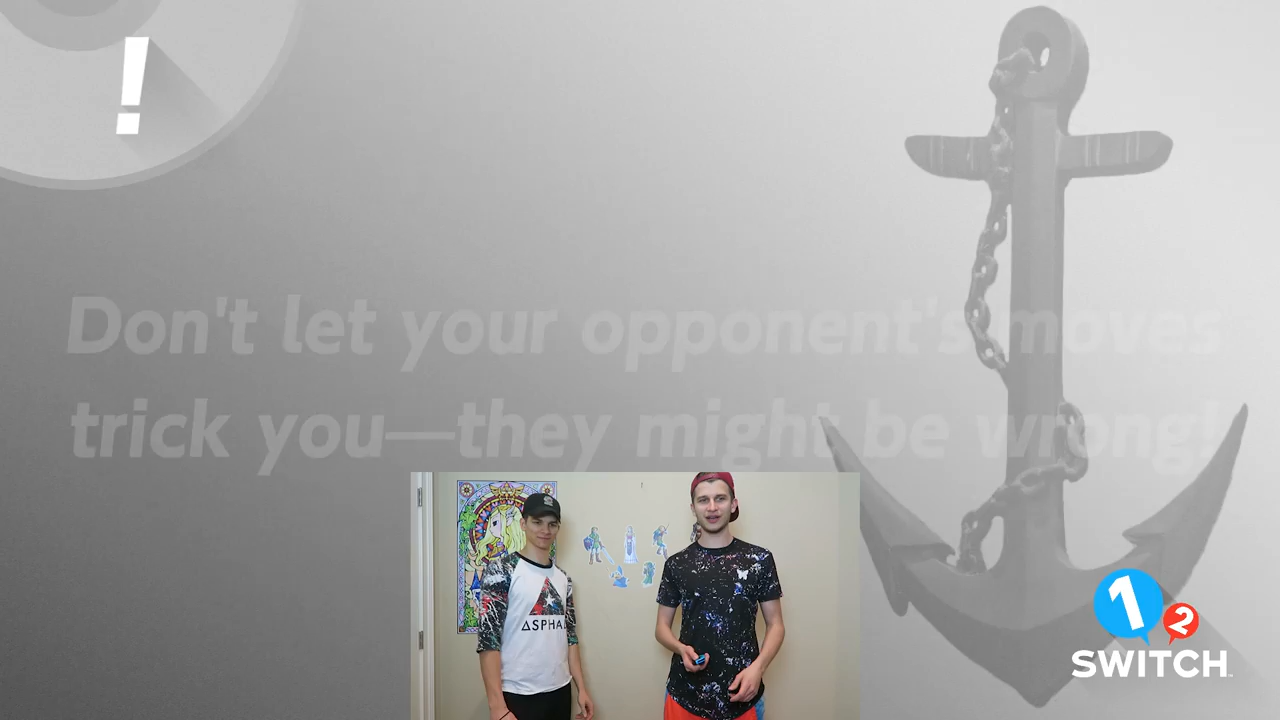 !
Don't let your opponent's moves
trick you—they might be wrong!
ASPHA
1 2
SWITCH